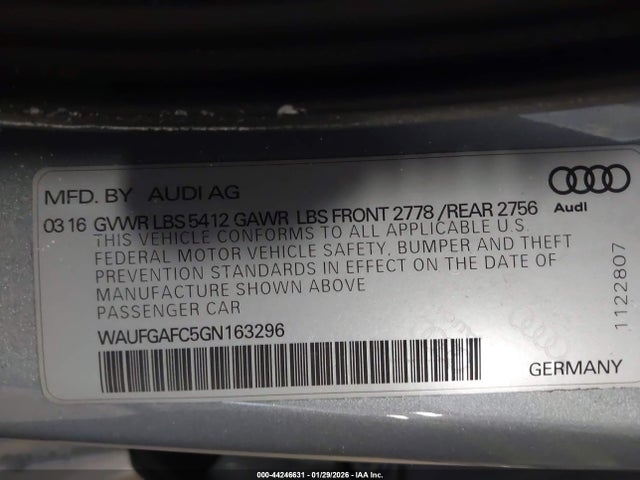 MFD. BY AUDI AG
03 16 GVWR LBS 5412 GAWR LBS FRONT 2778 /REAR 2756
THIS VEHICLE CONFORMS TO ALL APPLICABLE U.S.
FEDERAL MOTOR VEHICLE SAFETY, BUMPER AND THEFT
PREVENTION STANDARDS IN EFFECT ON THE DATE OF
MANUFACTURE SHOWN ABOVE
PASSENGER CAR
WAUFGAFC5GN163296
Audi
1122807
GERMANY
000-44246631 - 01/29/2026 - IAA Inc.